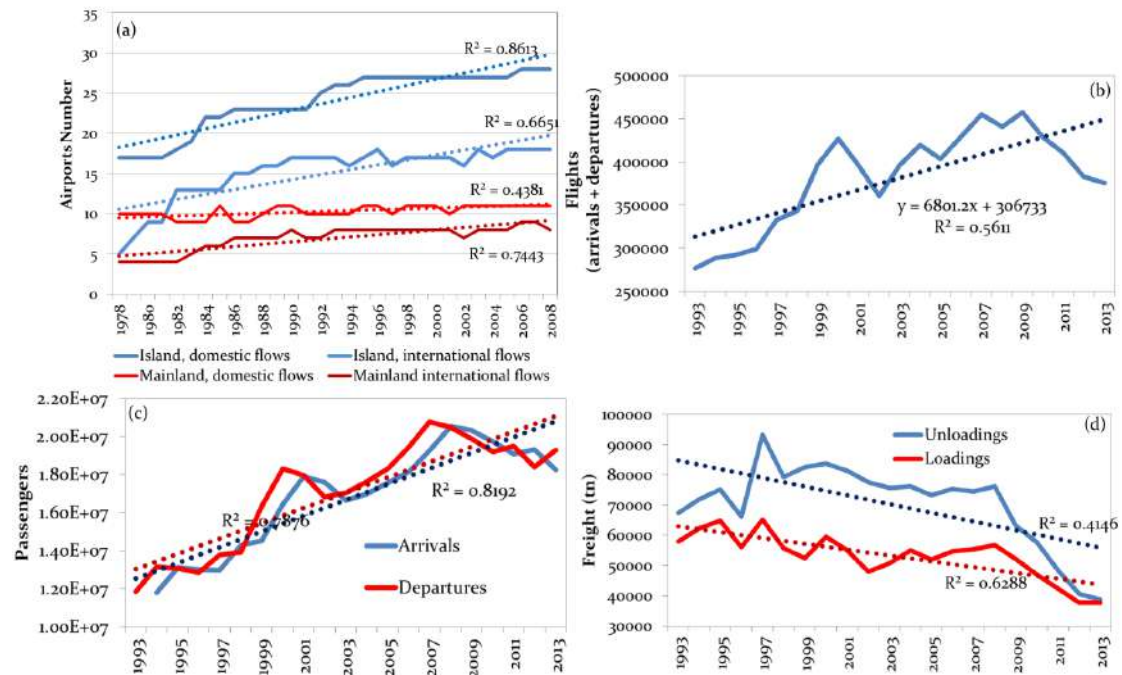 (a)
35
30
25
20
15
10
5
0
Airports Number
R² = 0.8613
R² = 0.6651
R² = 0.4381
R² = 0.7443
1978
1980
1982
1984
1986
1988
1990
1992
1994
1996
1998
2000
2002
2004
2006
2008
Island, domestic flows
Island, international flows
Mainland, domestic flows
Mainland international flows
(b)
500000
450000
400000
350000
300000
250000
Flights
(arrivals + departures)
y = 6801.2x + 306733
R² = 0.5611
1993
1995
1997
1999
2001
2003
2005
2007
2009
2011
2013
(c)
2.20E+07
2.00E+07
1.80E+07
1.60E+07
1.40E+07
1.20E+07
1.00E+07
Passengers
R² = 0.8192
R² = 0.7876
Arrivals
Departures
1993
1995
1997
1999
2001
2003
2005
2007
2009
2011
2013
(d)
100000
90000
80000
70000
60000
50000
40000
30000
Freight (tn)
Unloadings
Loadings
R² = 0.4146
R² = 0.6288
1993
1995
1997
1999
2001
2003
2005
2007
2009
2011
2013